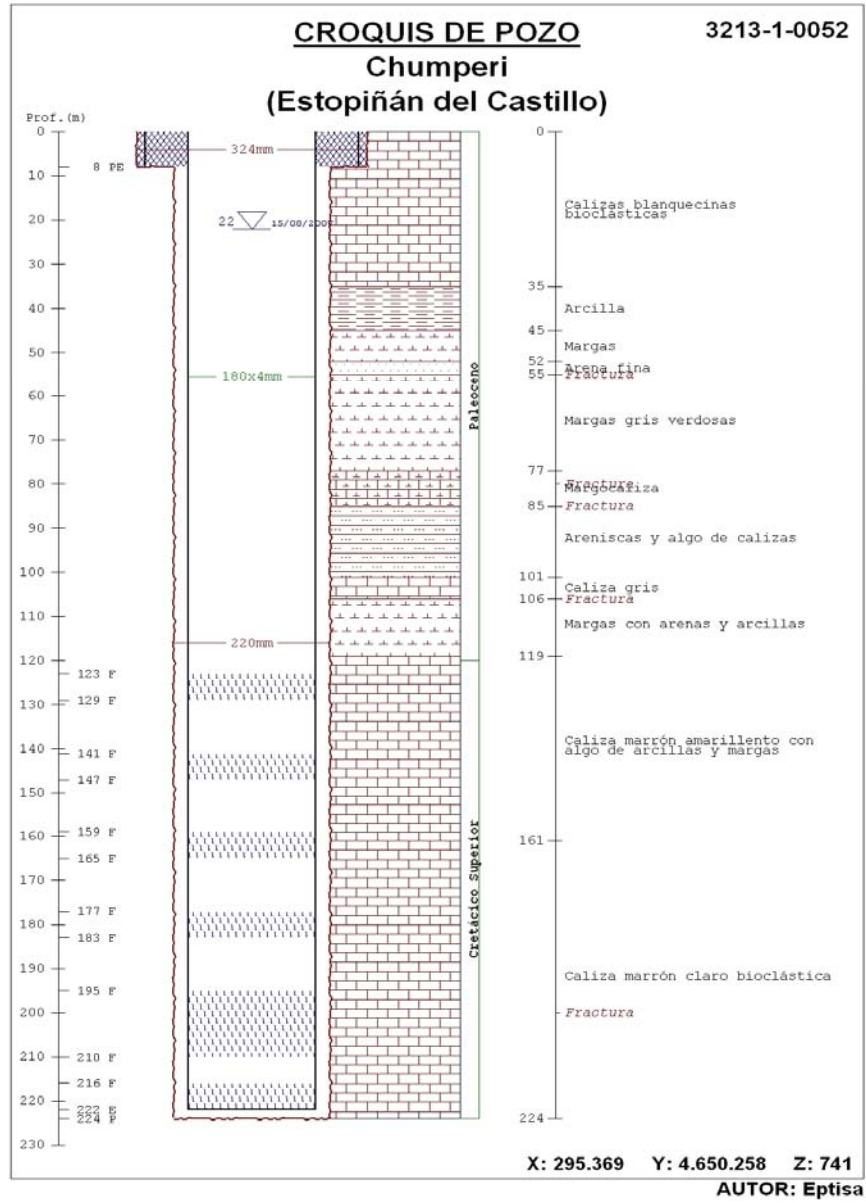 CROQUIS DE POZO
3213-1-0052
Chumperi
(Estopiñán del Castillo)
Prof.(m)
0
8 PE
10
20
30
40
50
60
70
80
90
100
110
120
123 F
129 F
130
140
141 F
147 F
150
159 F
160
165 F
170
177 F
180
183 F
190
195 F
200
210
210 F
216 F
220
222 E
224 P
230
324mm
22
180x4mm
220mm
Paleoceno
Cretácico Superior
0
Calizas blanquecinas
bioclásticas
35
Arcilla
45
Margas
52
Arena fina
55
Fractura
Margas gris verdosas
77
Fractura
Margocaliza
85
Fractura
Areniscas y algo de calizas
101
Caliza gris
106
Fractura
Margas con arenas y arcillas
119
Caliza marrón amarillento con
algo de arcillas y margas
161
Caliza marrón claro bioclástica
Fractura
224
X: 295.369 Y: 4.650.258 Z: 741
AUTOR: Eptisa